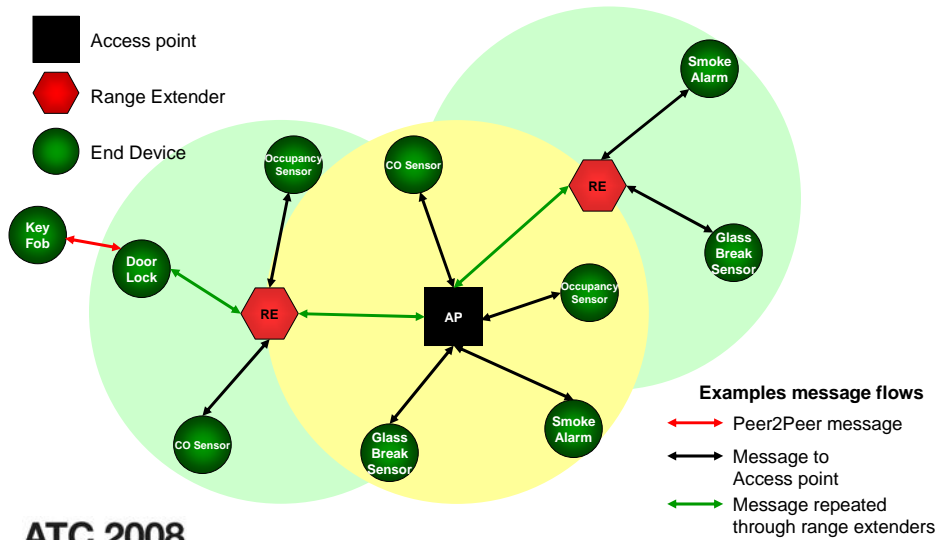 Access point
Range Extender
End Device
Smoke
Alarm
Occupancy
Sensor
CO Sensor
RE
Key
Fob
Door
Lock
Glass
Break
Sensor
Occupancy
Sensor
RE
AP
CO Sensor
Glass
Break
Sensor
Smoke
Alarm
Examples message flows
Peer2Peer message
Message to
Access point
Message repeated
through range extenders
ATC 2008